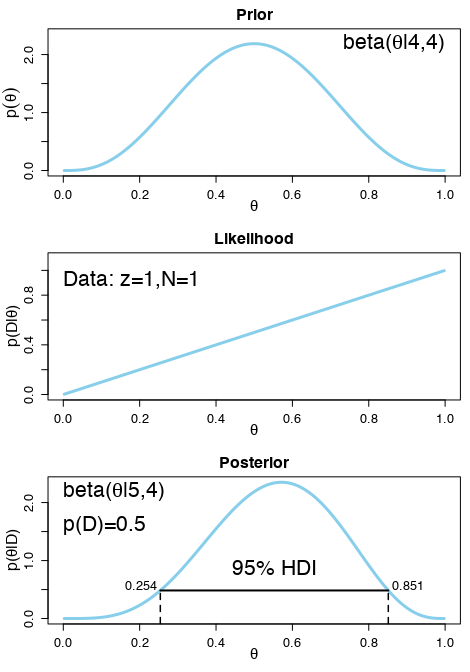 Prior
beta(θ|4,4)
p(θ)
0.0 1.0 2.0
0.0 0.2 0.4 0.6 0.8 1.0
θ
Likelihood
Data: z=1,N=1
p(D|θ)
0.0 0.4 0.8
0.0 0.2 0.4 0.6 0.8 1.0
θ
Posterior
beta(θ|5,4)
p(D)=0.5
95% HDI
0.254 0.851
p(θ|D)
0.0 1.0 2.0
0.0 0.2 0.4 0.6 0.8 1.0
θ